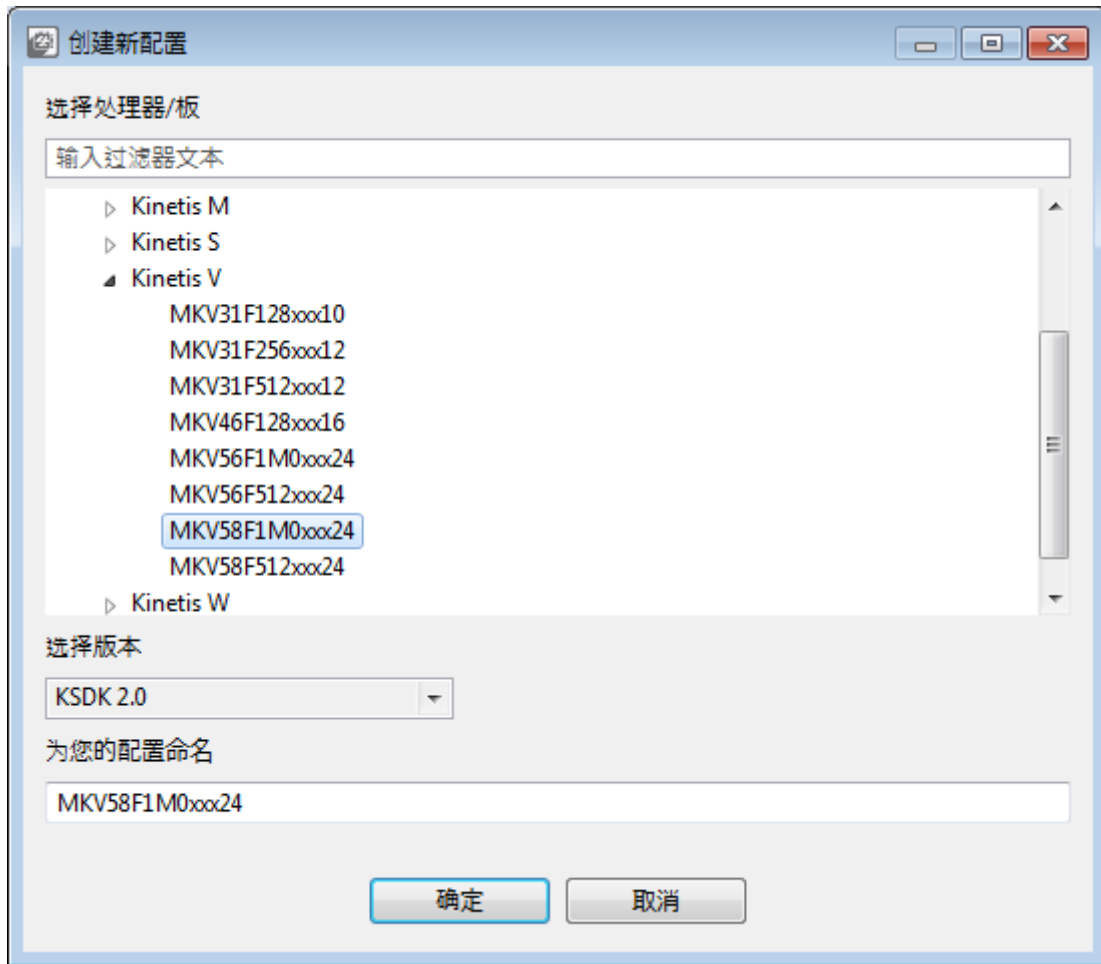 创建新配置
选择处理器/板
输入过滤器文本
Kinetis M
Kinetis S
Kinetis V
MKV31F128xxx10
MKV31F256xxx12
MKV31F512xxx12
MKV46F128xxx16
MKV56F1M0xxx24
MKV56F512xxx24
MKV58F1M0xxx24
MKV58F512xxx24
Kinetis W
选择版本
KSDK 2.0
为您的配置命名
MKV58F1M0xxx24
确定 取消